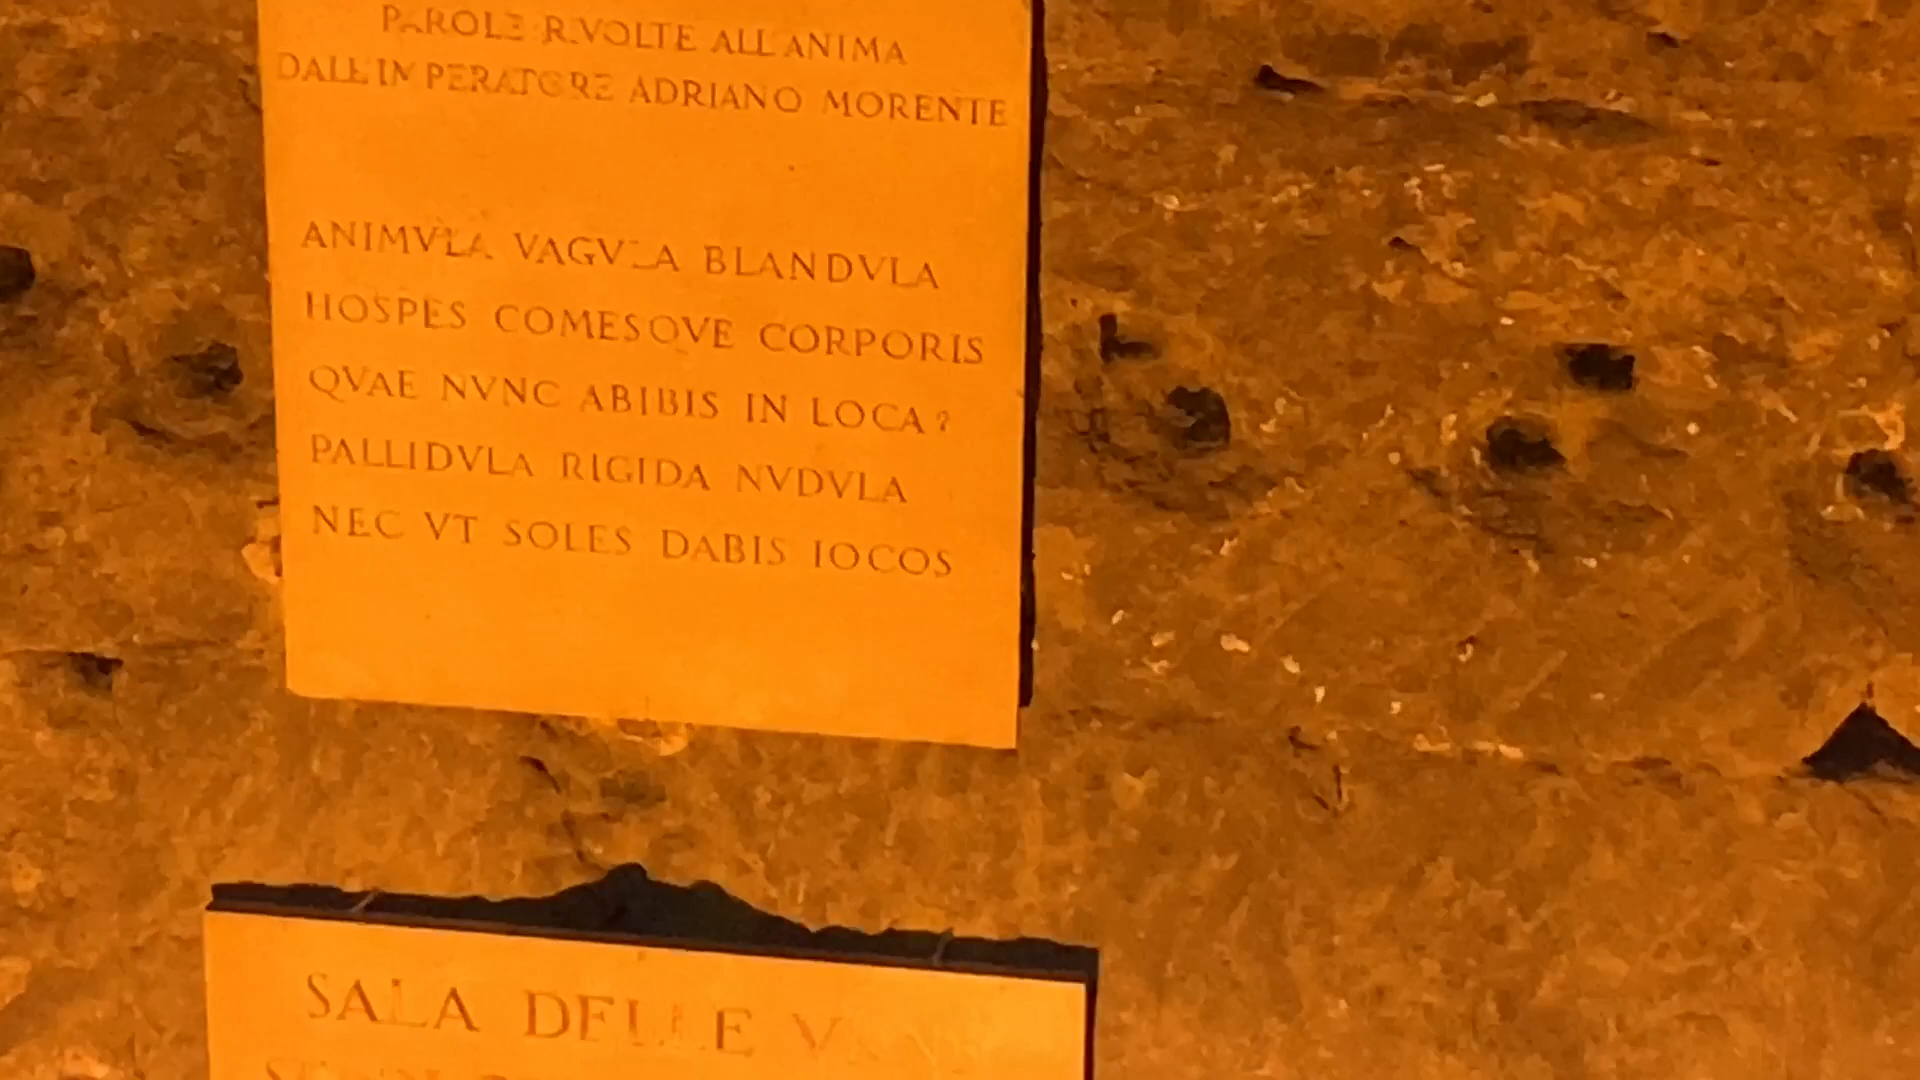 PAROLE RIVOLTE ALL'ANIMA
DALL'IMPERATORE ADRIANO MORENTE
ANIMVLA VAGVLA BLANDVLA
HOSPES COMESQVE CORPORIS
QVAE NVNC ABIBIS IN LOCA?
PALLIDVLA RIGIDA NVDVLA
NEC VT SOLES DABIS IOCOS
SALA DELLE